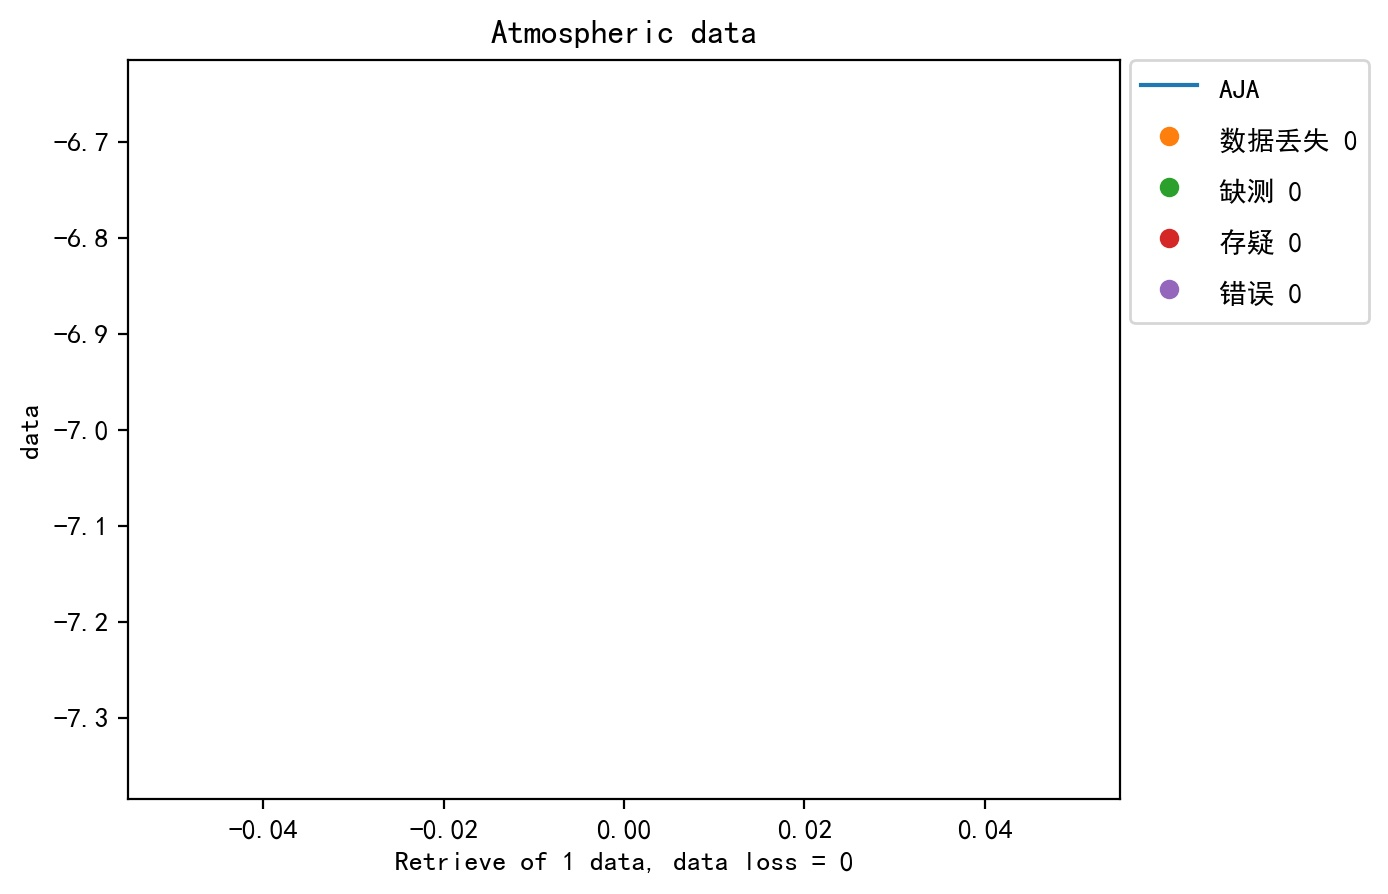 Atmospheric data
AJA
数据丢失 0
缺测 0
存疑 0
错误 0
data
-6.7
-6.8
-6.9
-7.0
-7.1
-7.2
-7.3
-0.04 -0.02 0.00 0.02 0.04
Retrieve of 1 data, data loss = 0